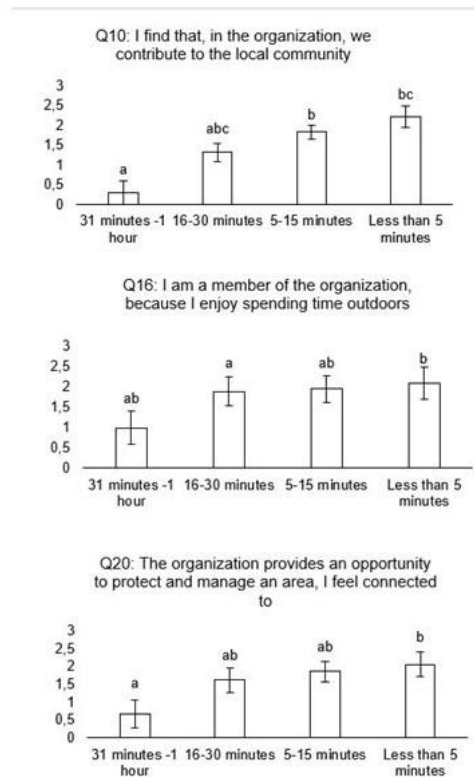 Q10: I find that, in the organization, we
contribute to the local community
3
2,5
2
1,5
1
0,5
0
a
abc
b
bc
31 minutes -1 16-30 minutes 5-15 minutes Less than 5
hour minutes
Q16: I am a member of the organization,
because I enjoy spending time outdoors
3
2,5
2
1,5
1
0,5
0
ab
a
ab
b
31 minutes -1 16-30 minutes 5-15 minutes Less than 5
hour minutes
Q20: The organization provides an opportunity
to protect and manage an area, I feel connected
to
3
2,5
2
1,5
1
0,5
0
a
ab
ab
b
31 minutes -1 16-30 minutes 5-15 minutes Less than 5
hour minutes